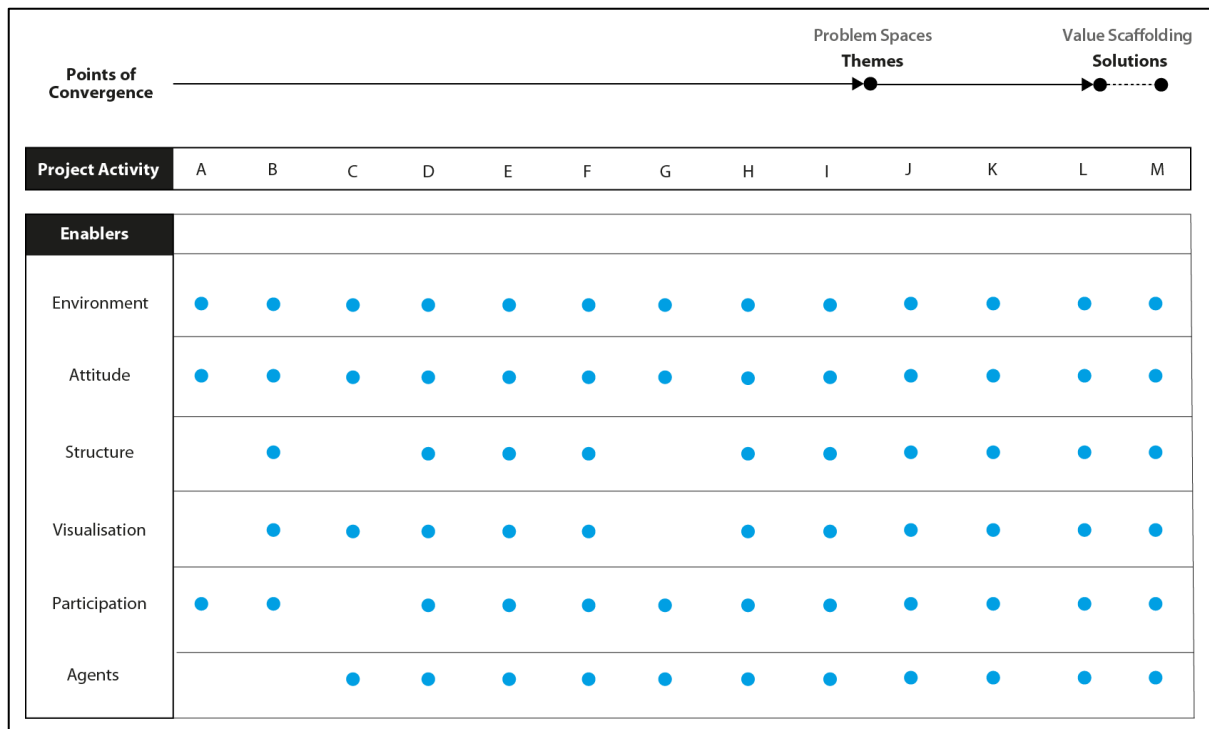 Problem Spaces Value Scaffolding
Themes Solutions
Points of
Convergence
Project Activity A B C D E F G H I J K L M
Enablers
Environment
Attitude
Structure
Visualisation
Participation
Agents